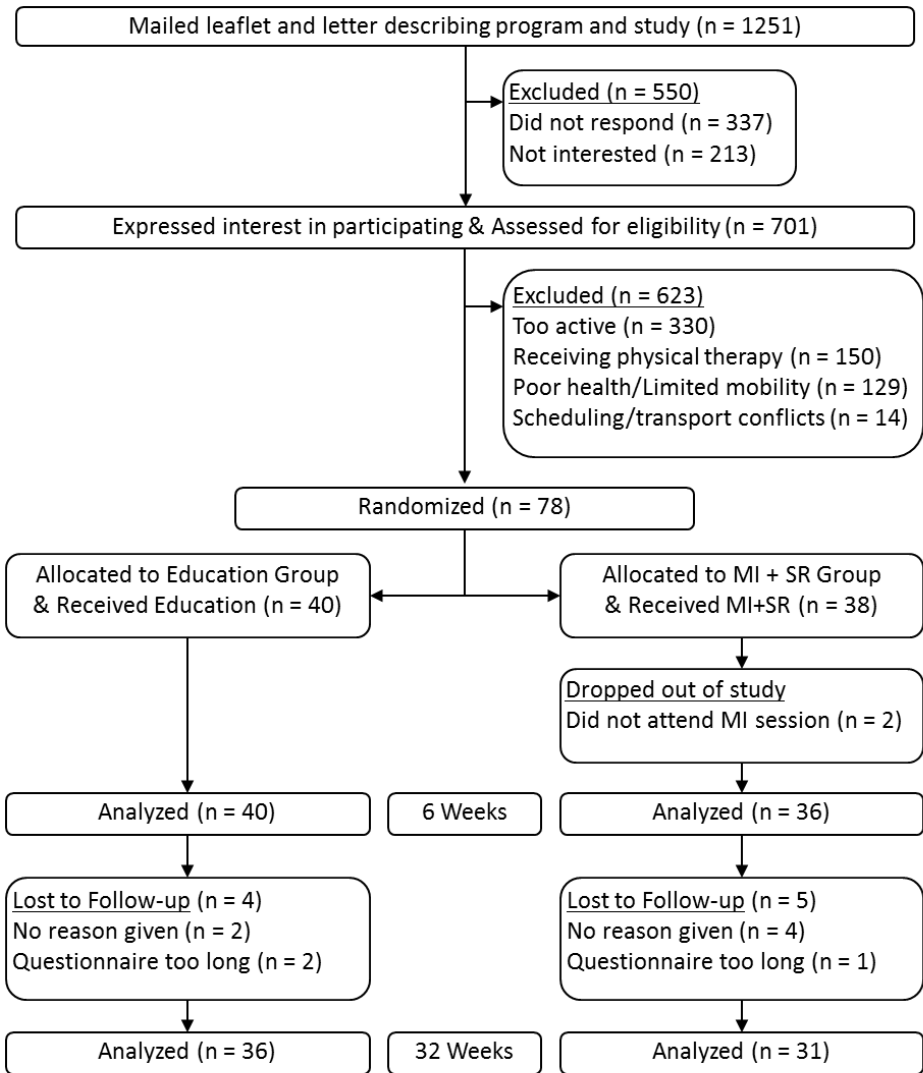 Mailed leaflet and letter describing program and study (n = 1251)
Excluded (n = 550)
Did not respond (n = 337)
Not interested (n = 213)
Expressed interest in participating & Assessed for eligibility (n = 701)
Excluded (n = 623)
Too active (n = 330)
Receiving physical therapy (n = 150)
Poor health/Limited mobility (n = 129)
Scheduling/transport conflicts (n = 14)
Randomized (n = 78)
Allocated to Education Group
& Received Education (n = 40)
Allocated to MI + SR Group
& Received MI+SR (n = 38)
Dropped out of study
Did not attend MI session (n = 2)
Analyzed (n = 40)
6 Weeks
Analyzed (n = 36)
Lost to Follow-up (n = 4)
No reason given (n = 2)
Questionnaire too long (n = 2)
Lost to Follow-up (n = 5)
No reason given (n = 4)
Questionnaire too long (n = 1)
Analyzed (n = 36)
32 Weeks
Analyzed (n = 31)